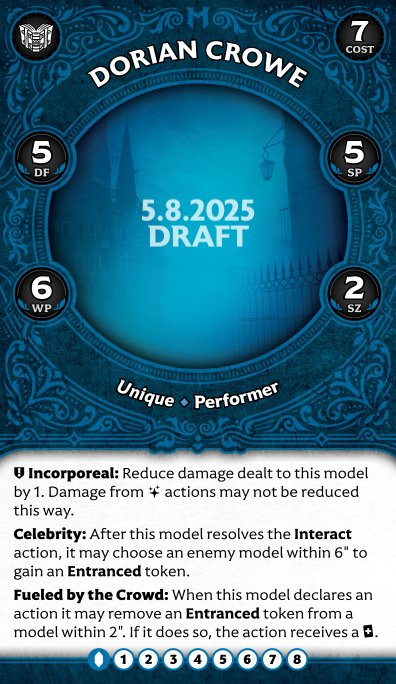 7
COST
DORIAN CROWE
5
DF
5
SP
5.8.2025
DRAFT
6
WP
2
SZ
Unique ◆ Performer
Incorporeal: Reduce damage dealt to this model
by 1. Damage from actions may not be reduced
this way.
Celebrity: After this model resolves the Interact
action, it may choose an enemy model within 6" to
gain an Entranced token.
Fueled by the Crowd: When this model declares an
action it may remove an Entranced token from a
model within 2". If it does so, the action receives a .
1 2 3 4 5 6 7 8